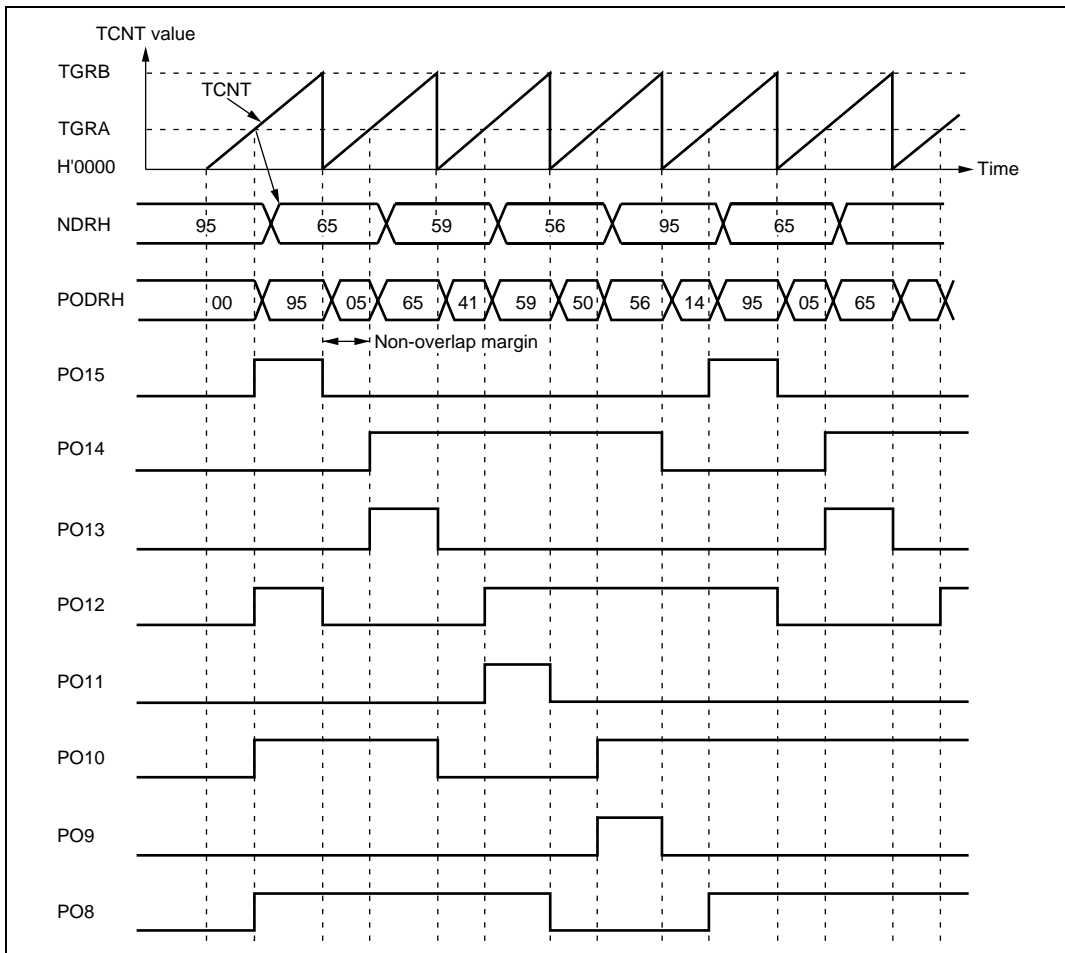 TCNT value
TGRB
TCNT
TGRA
H'0000
Time
NDRH
95 65 59 56 95 65
PODRH
00 95 05 65 41 59 50 56 14 95 05 65
Non-overlap margin
PO15
PO14
PO13
PO12
PO11
PO10
PO9
PO8